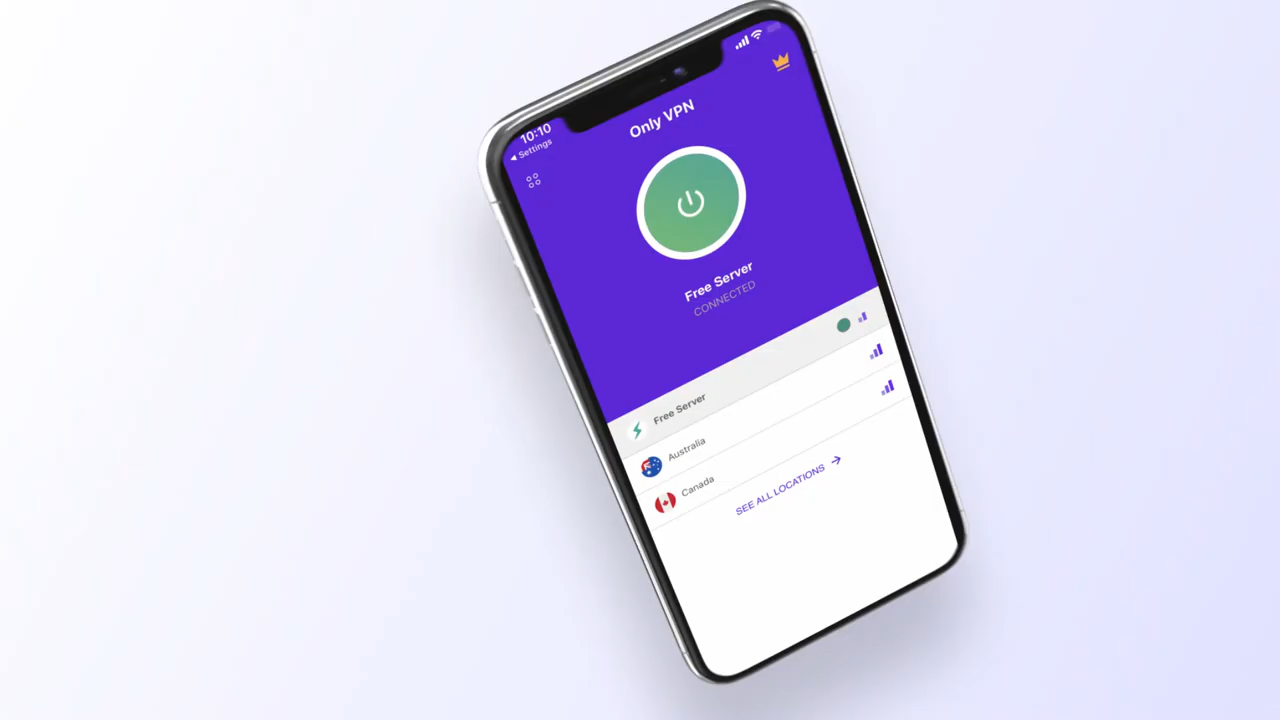 10:10
Settings
Only VPN
Free Server
CONNECTED
Free Server
Australia
Canada
SEE ALL LOCATIONS